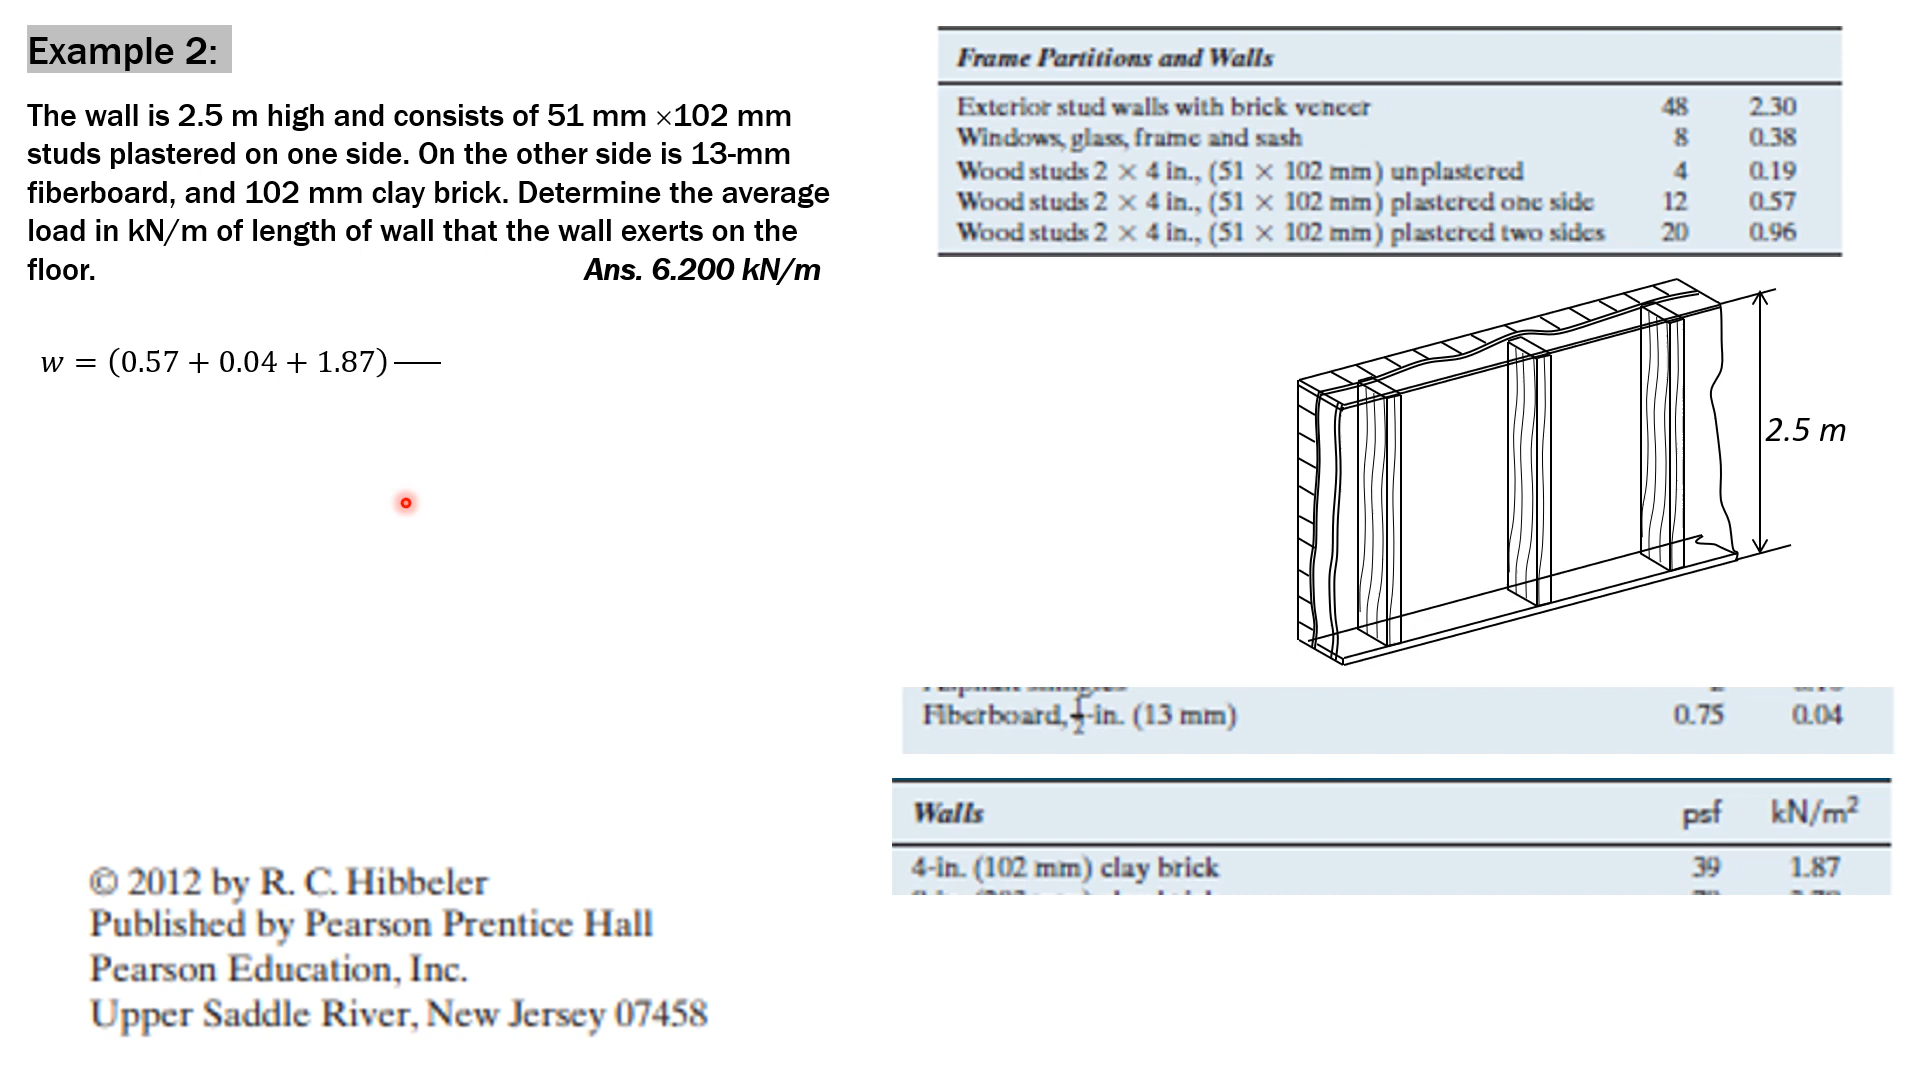 Example 2:
The wall is 2.5 m high and consists of 51 mm ×102 mm
studs plastered on one side. On the other side is 13-mm
fiberboard, and 102 mm clay brick. Determine the average
load in kN/m of length of wall that the wall exerts on the
floor. Ans. 6.200 kN/m
w = (0.57 + 0.04 + 1.87)
Frame Partitions and Walls
Exterior stud walls with brick veneer 48 2.30
Windows, glass, frame and sash 8 0.38
Wood studs 2 × 4 in., (51 × 102 mm) unplastered 4 0.19
Wood studs 2 × 4 in., (51 × 102 mm) plastered one side 12 0.57
Wood studs 2 × 4 in., (51 × 102 mm) plastered two sides 20 0.96
2.5 m
Fiberboard, ½-in. (13 mm) 0.75 0.04
Walls psf kN/m²
4-in. (102 mm) clay brick 39 1.87
© 2012 by R. C. Hibbeler
Published by Pearson Prentice Hall
Pearson Education, Inc.
Upper Saddle River, New Jersey 07458